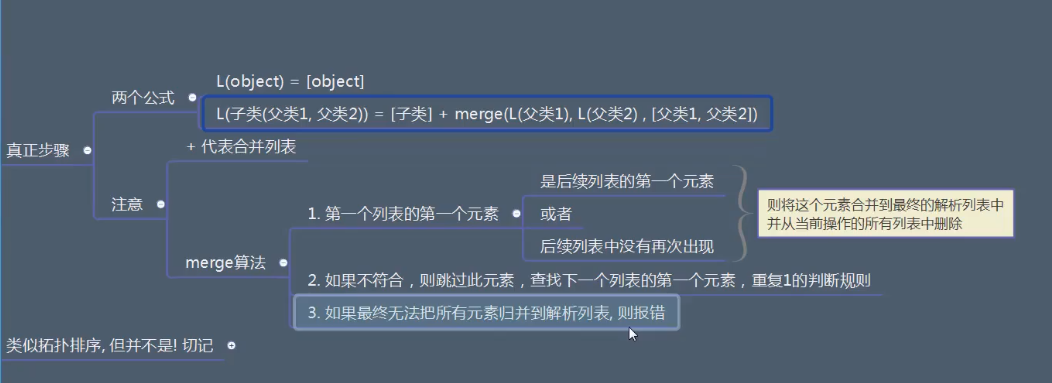 L(object) = [object]
两个公式
L(子类(父类1, 父类2)) = [子类] + merge(L(父类1), L(父类2) , [父类1, 父类2])
真正步骤
+ 代表合并列表
注意
是后续列表的第一个元素
1. 第一个列表的第一个元素
或者
则将这个元素合并到最终的解析列表中
并从当前操作的所有列表中删除
后续列表中没有再次出现
merge算法
2. 如果不符合，则跳过此元素，查找下一个列表的第一个元素，重复1的判断规则
3. 如果最终无法把所有元素归并到解析列表, 则报错
类似拓扑排序, 但并不是! 切记